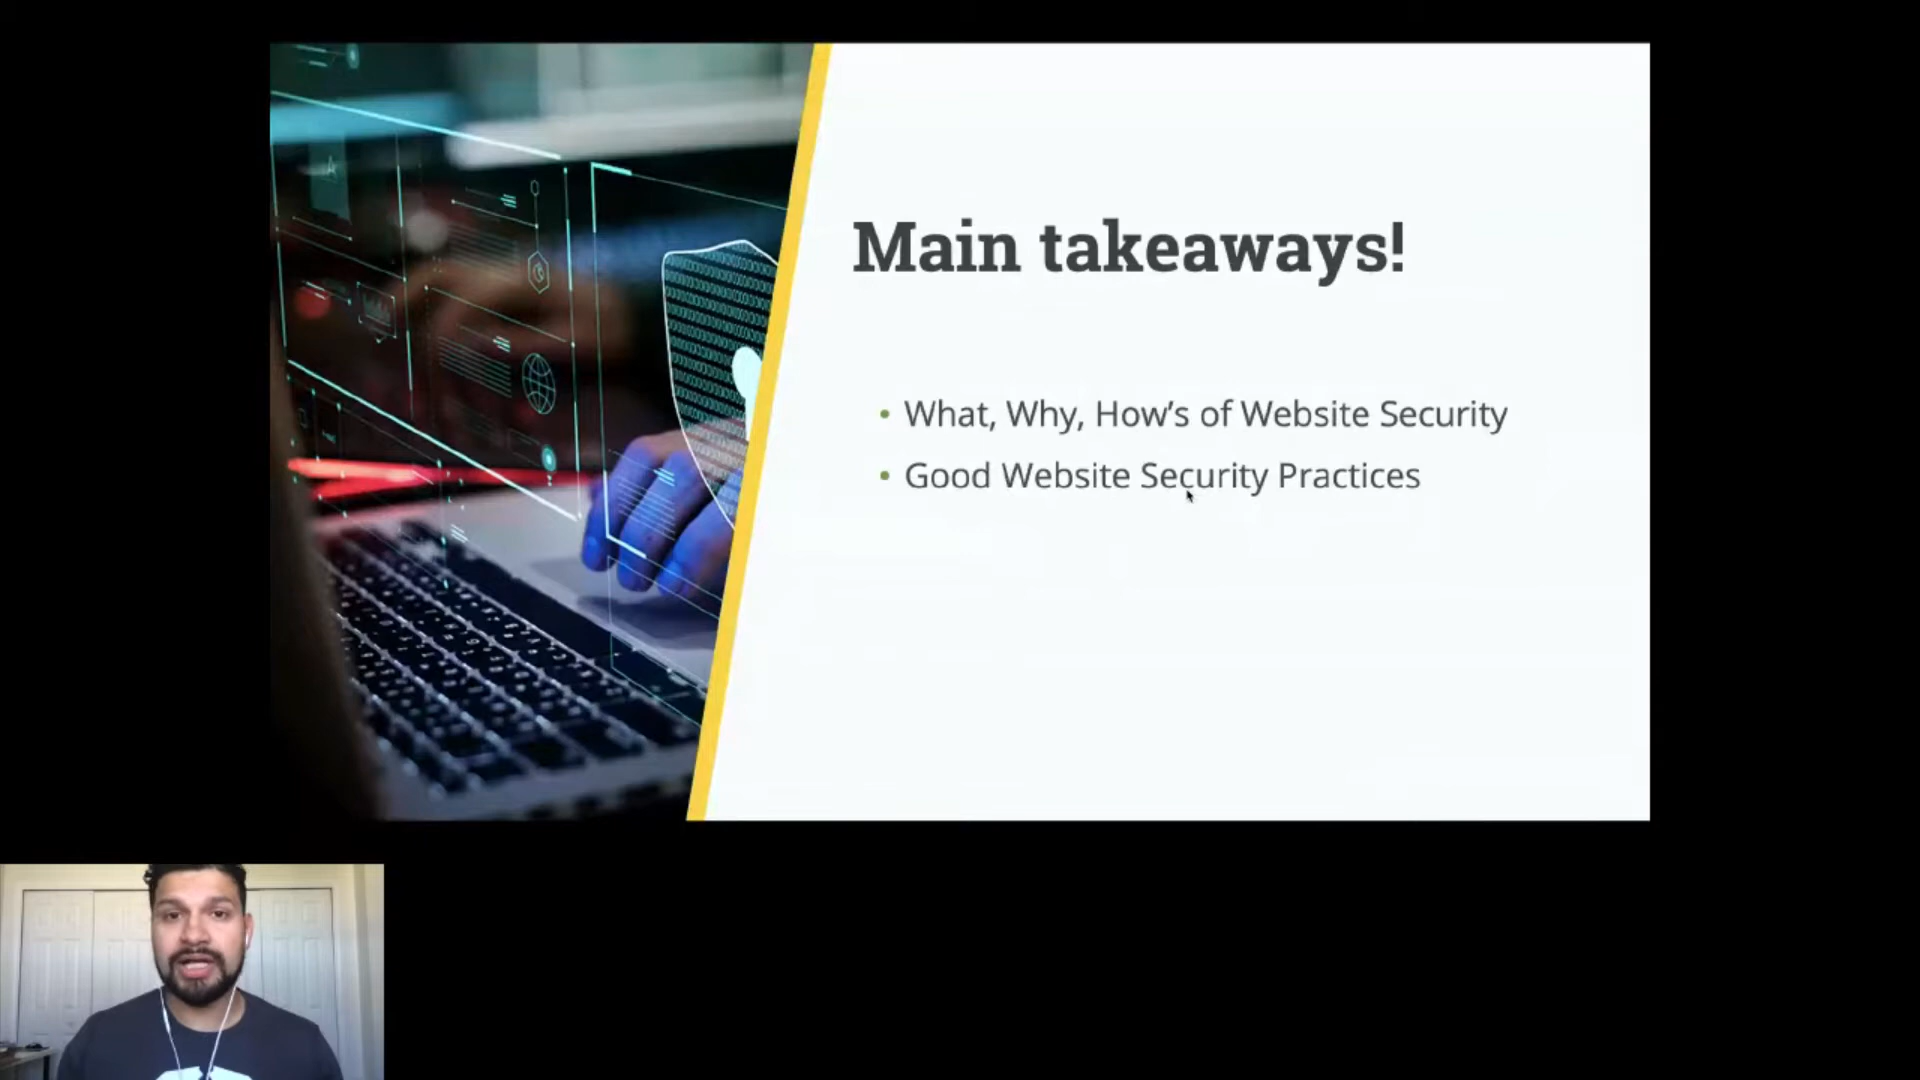 Main takeaways!
• What, Why, How’s of Website Security
• Good Website Security Practices